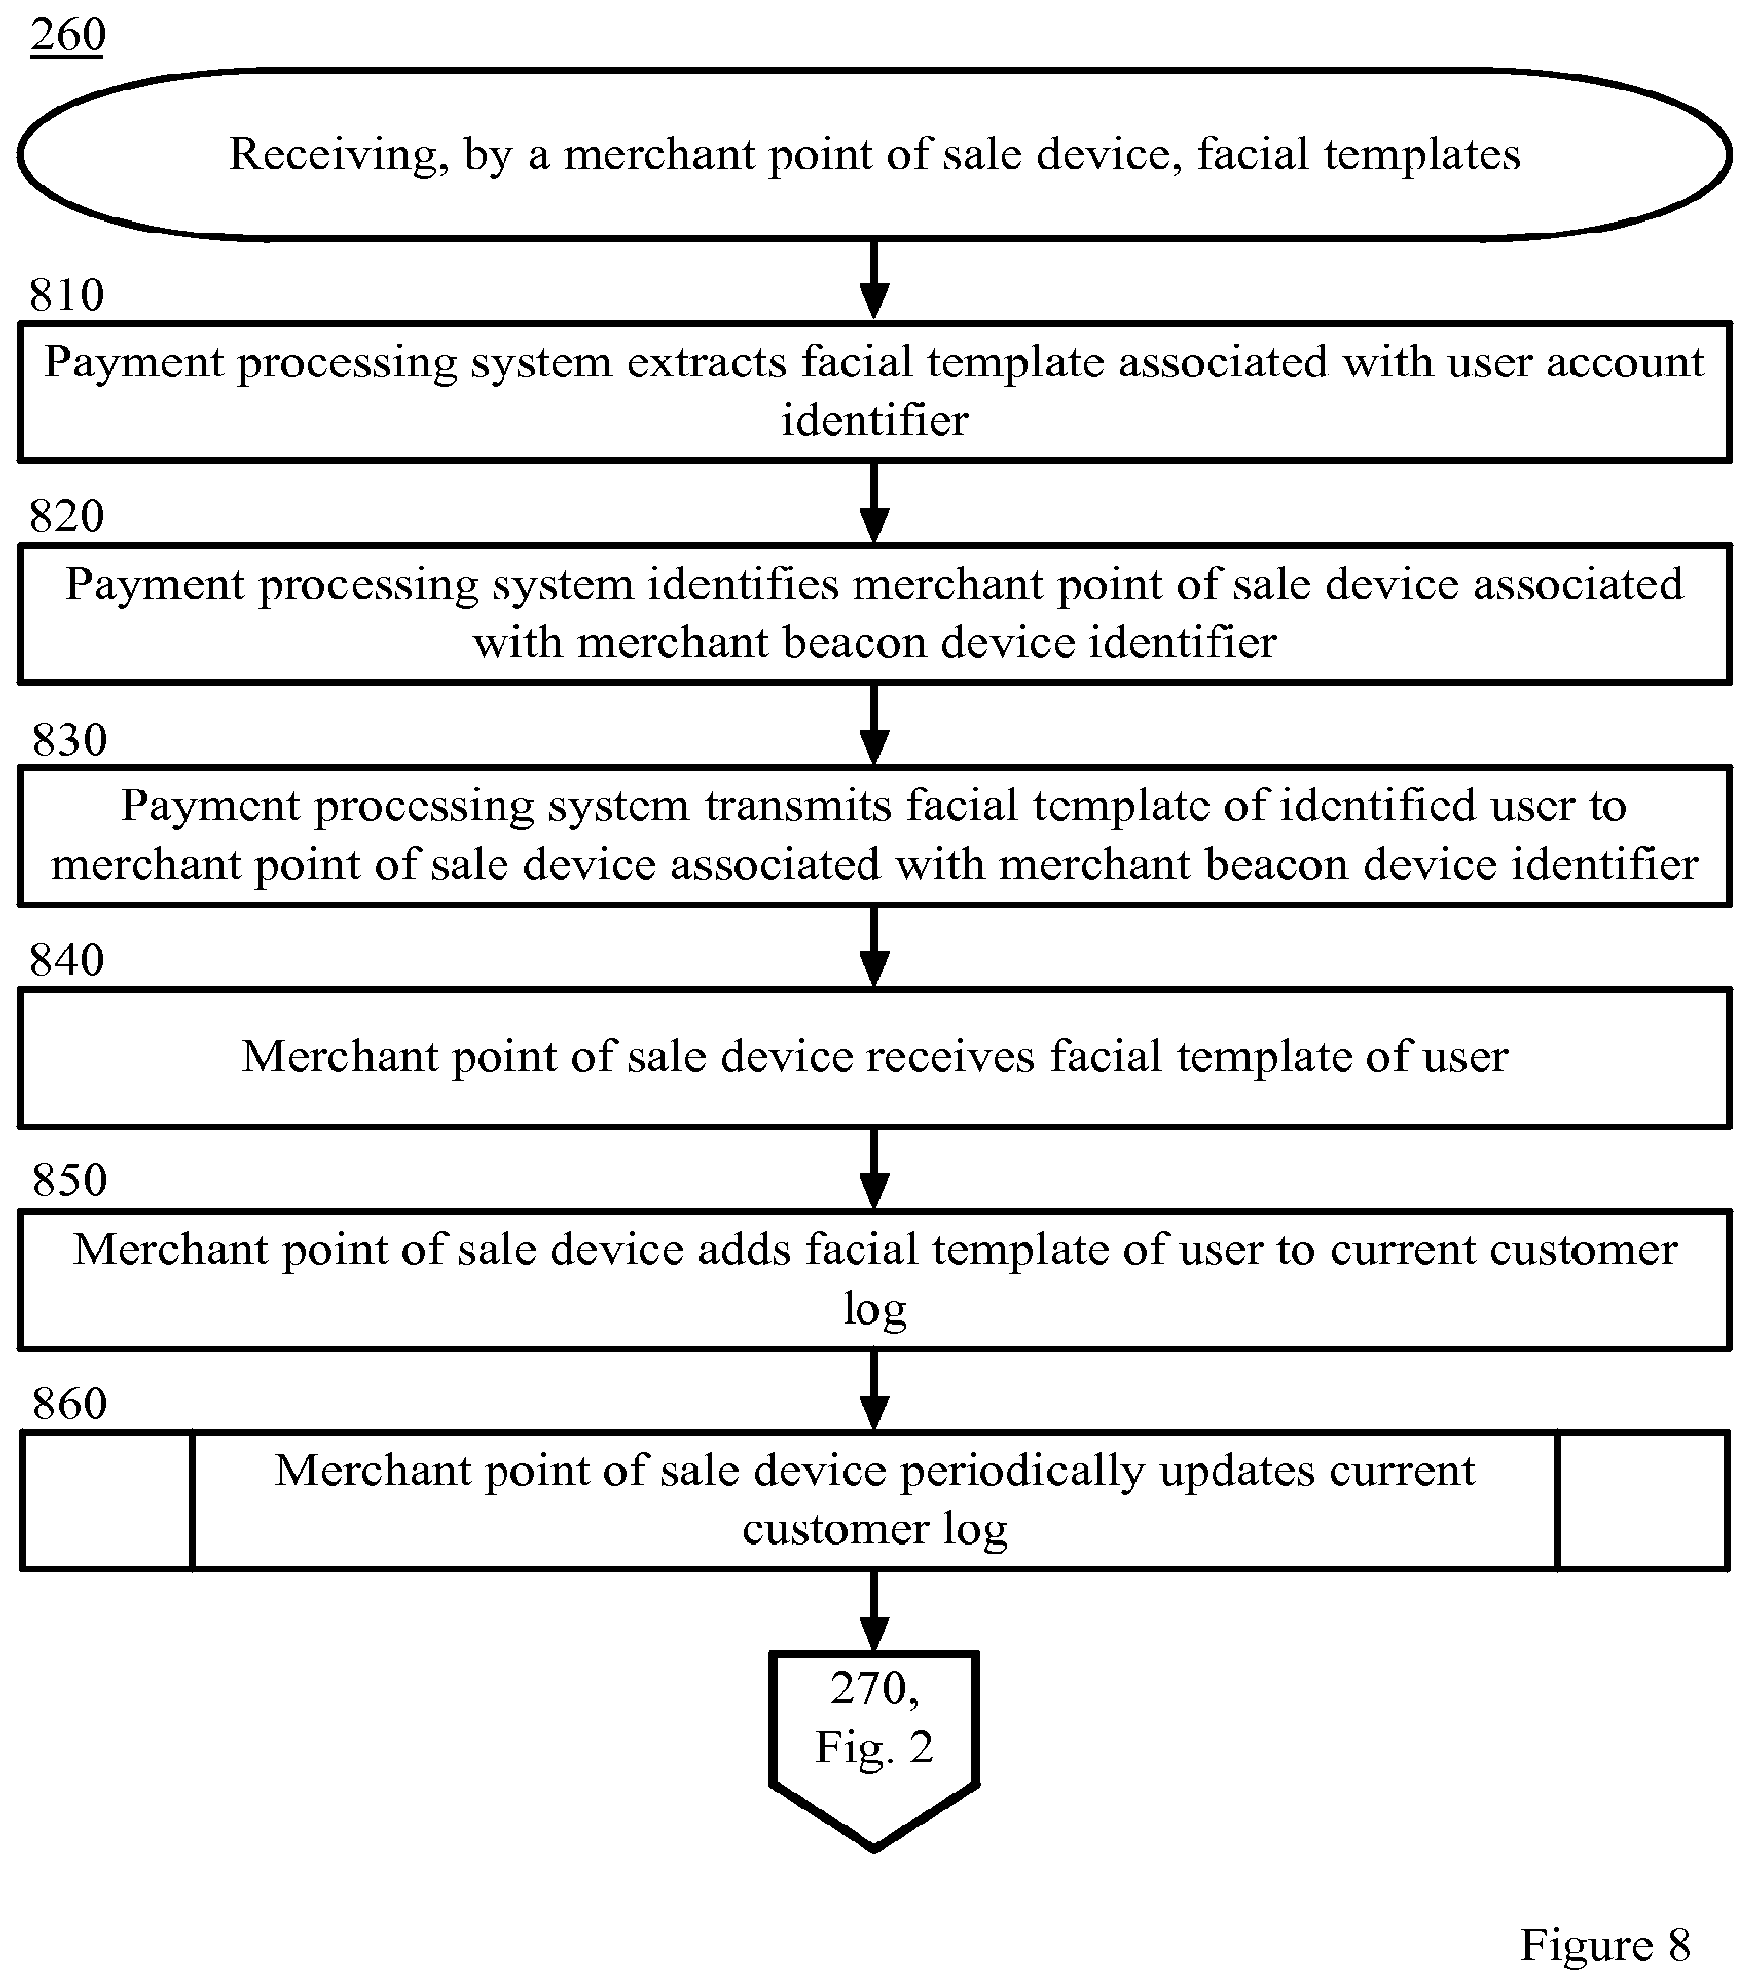 260
Receiving, by a merchant point of sale device, facial templates
810
Payment processing system extracts facial template associated with user account
identifier
820
Payment processing system identifies merchant point of sale device associated
with merchant beacon device identifier
830
Payment processing system transmits facial template of identified user to
merchant point of sale device associated with merchant beacon device identifier
840
Merchant point of sale device receives facial template of user
850
Merchant point of sale device adds facial template of user to current customer
log
860
Merchant point of sale device periodically updates current
customer log
270,
Fig. 2
Figure 8